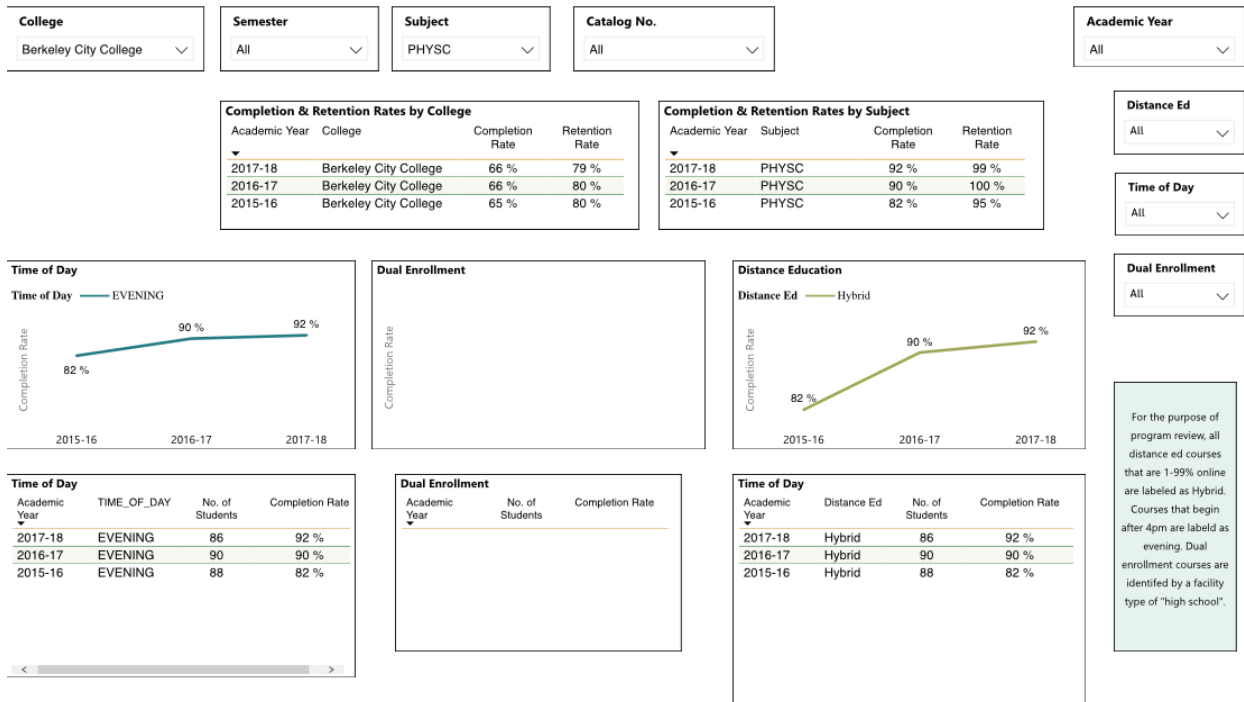 College
Berkeley City College
Semester
All
Subject
PHYSC
Catalog No.
All
Academic Year
All
Completion & Retention Rates by College
Academic Year College Completion Rate Retention Rate
2017-18 Berkeley City College 66 % 79 %
2016-17 Berkeley City College 66 % 80 %
2015-16 Berkeley City College 65 % 80 %
Completion & Retention Rates by Subject
Academic Year Subject Completion Rate Retention Rate
2017-18 PHYSC 92 % 99 %
2016-17 PHYSC 90 % 100 %
2015-16 PHYSC 82 % 95 %
Distance Ed
All
Time of Day
All
Dual Enrollment
All
Time of Day
Time of Day EVENING
Completion Rate
82 %
90 %
92 %
2015-16 2016-17 2017-18
Dual Enrollment
Completion Rate
Distance Education
Distance Ed Hybrid
Completion Rate
82 %
90 %
92 %
2015-16 2016-17 2017-18
Time of Day
Academic Year TIME_OF_DAY No. of Students Completion Rate
2017-18 EVENING 86 92 %
2016-17 EVENING 90 90 %
2015-16 EVENING 88 82 %
Dual Enrollment
Academic Year No. of Students Completion Rate
Time of Day
Academic Year Distance Ed No. of Students Completion Rate
2017-18 Hybrid 86 92 %
2016-17 Hybrid 90 90 %
2015-16 Hybrid 88 82 %
For the purpose of
program review, all
distance ed courses
that are 1-99% online
are labeled as Hybrid.
Courses that begin
after 4pm are labeld as
evening. Dual
enrollment courses are
identifed by a facility
type of "high school".